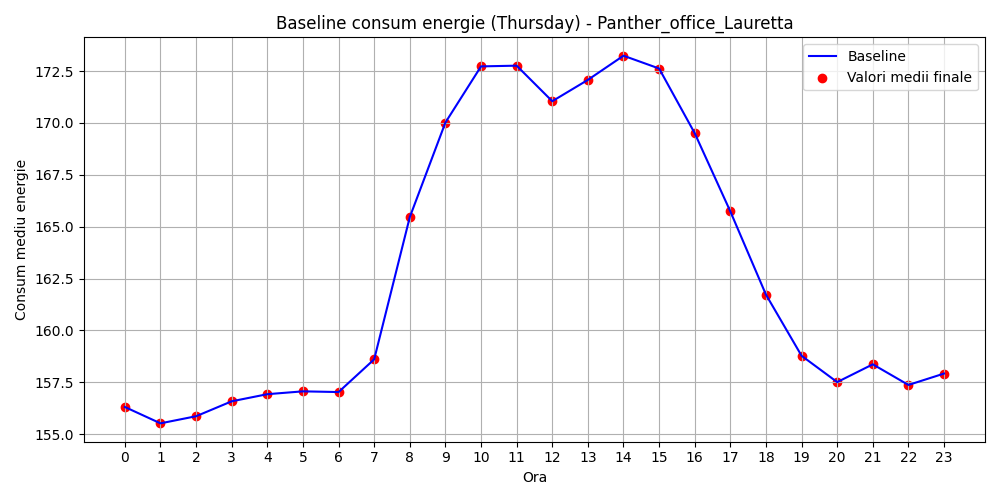 Baseline consum energie (Thursday) - Panther_office_Lauretta
Baseline
Valori medii finale
Consum mediu energie
172.5
170.0
167.5
165.0
162.5
160.0
157.5
155.0
0 1 2 3 4 5 6 7 8 9 10 11 12 13 14 15 16 17 18 19 20 21 22 23
Ora